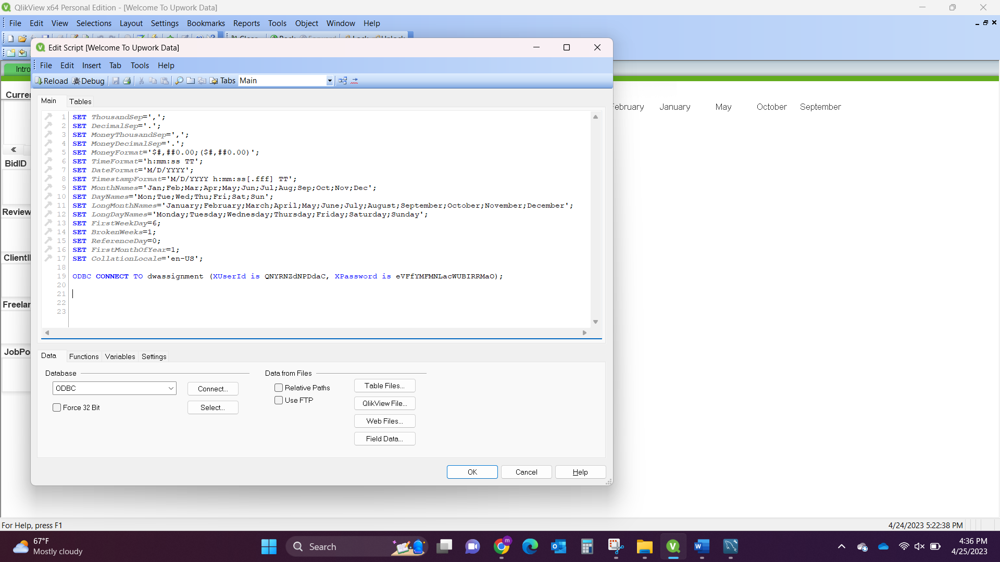 QlikView x64 Personal Edition - [Welcome To Upwork Data]
File Edit View Selections Layout Settings Bookmarks Reports Tools Object Window Help
Edit Script [Welcome To Upwork Data]
File Edit Insert Tab Tools Help
Intro
Reload Debug Tabs Main
Main Tables
ebruary January May October September
1 SET ThousandSep=',';
2 SET DecimalSep='.';
3 SET MoneyThousandSep=',';
4 SET MoneyDecimalSep='.';
5 SET MoneyFormat='$#,##0.00;($#,##0.00)';
6 SET TimeFormat='h:mm:ss TT';
7 SET DateFormat='M/D/YYYY';
8 SET TimestampFormat='M/D/YYYY h:mm:ss[.fff] TT';
9 SET MonthNames='Jan;Feb;Mar;Apr;May;Jun;Jul;Aug;Sep;Oct;Nov;Dec';
10 SET DayNames='Mon;Tue;Wed;Thu;Fri;Sat;Sun';
11 SET LongMonthNames='January;February;March;April;May;June;July;August;September;October;November;December';
12 SET LongDayNames='Monday;Tuesday;Wednesday;Thursday;Friday;Saturday;Sunday';
13 SET FirstWeekDay=6;
14 SET BrokenWeeks=1;
15 SET ReferenceDay=0;
16 SET FirstMonthOfYear=1;
17 SET CollationLocale='en-US';
18
19 ODBC CONNECT TO dwassignment (XUserId is QNYRNZdNPDdaC, XPassword is eVFfYMFMNLacWUBIRRMaO);
20
21
22
23
Curre
BidID
Review
ClientI
Freelar
JobPo
Data Functions Variables Settings
Database
ODBC
Connect...
Force 32 Bit
Select...
Data from Files
Relative Paths
Use FTP
Table Files...
QlikView File...
Web Files...
Field Data...
OK Cancel Help
For Help, press F1
4/24/2023 5:22:38 PM
67°F
Mostly cloudy
Search
4:36 PM
4/25/2023